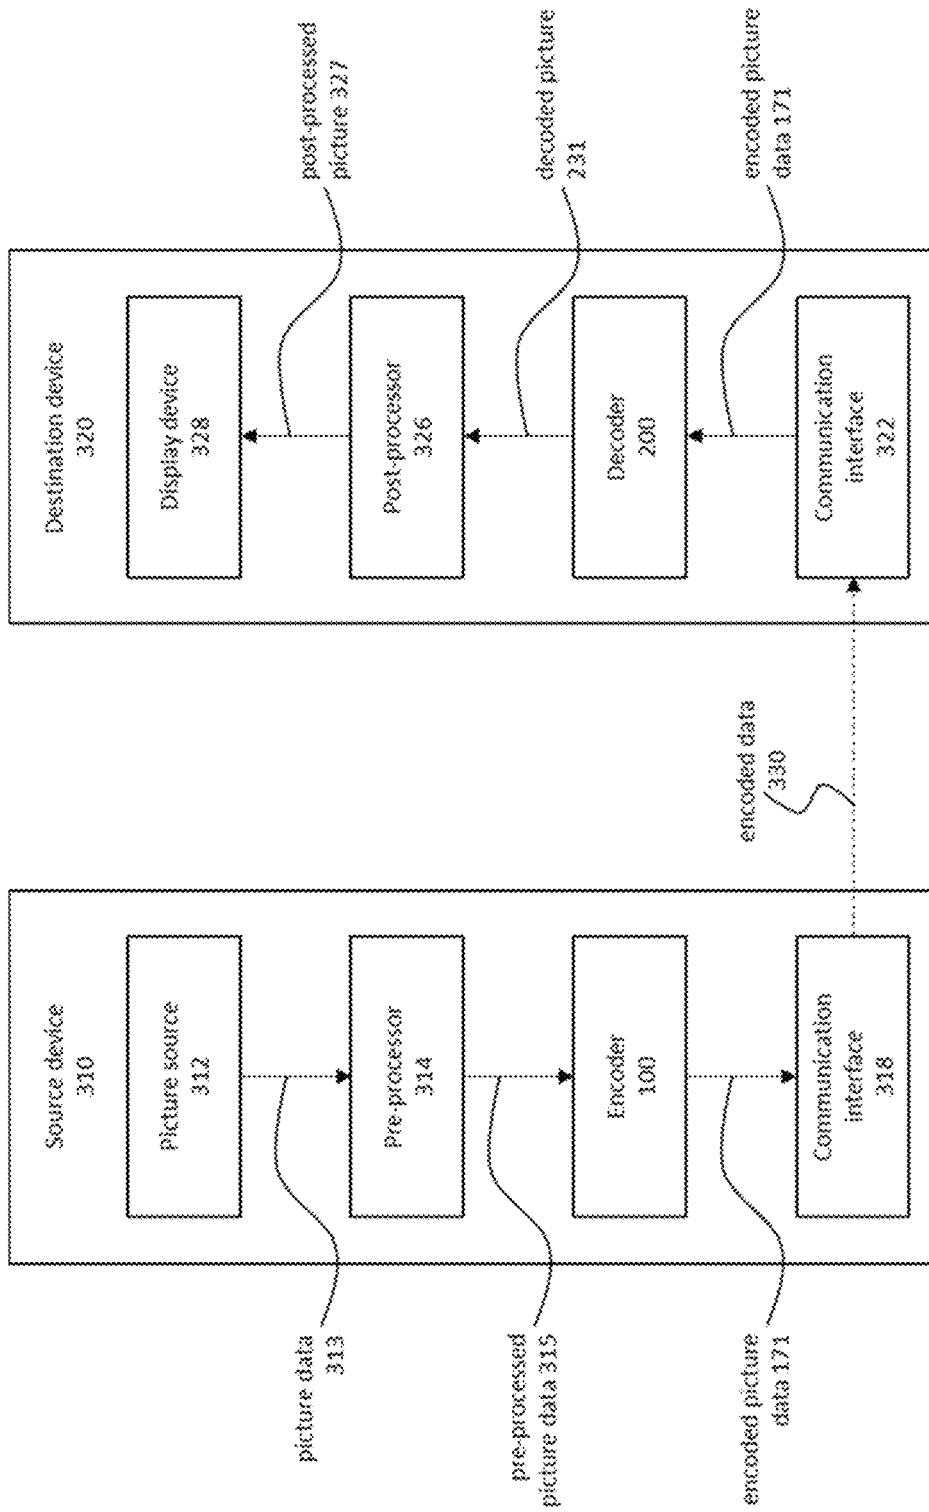 Source device
310
Picture source
312
picture data
313
Pre-processor
314
pre-processed
picture data 315
Encoder
100
encoded picture
data 171
Communication
interface
318
encoded data
330
Destination device
320
Display device
328
post-processed
picture 327
Post-processor
326
decoded picture
231
Decoder
200
encoded picture
data 171
Communication
interface
322